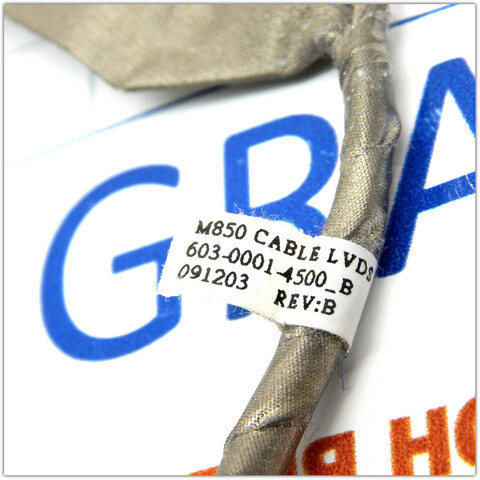 GRA
M850 CABLE LVDS
603-0001-4500_B
091203 REV:B